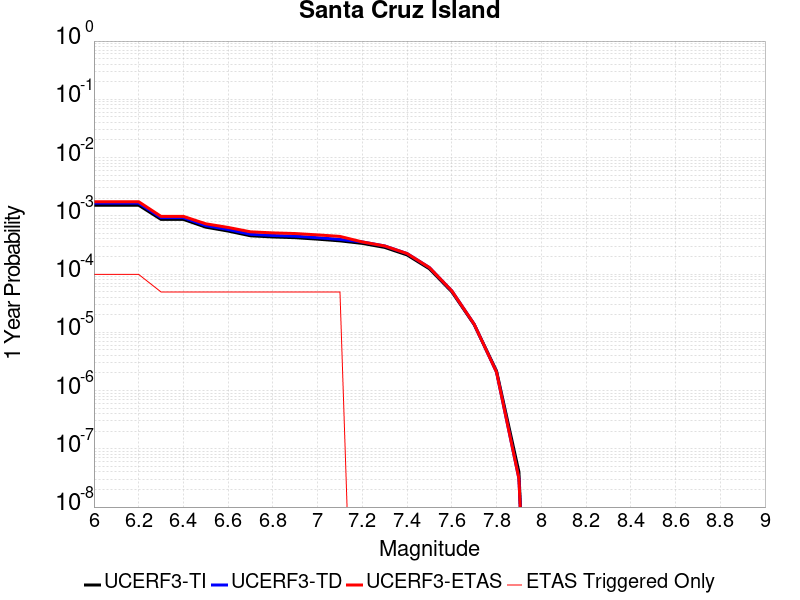 Santa Cruz Island
10^0
10^-1
10^-2
10^-3
10^-4
10^-5
10^-6
10^-7
10^-8
1 Year Probability
6 6.2 6.4 6.6 6.8 7 7.2 7.4 7.6 7.8 8 8.2 8.4 8.6 8.8 9
Magnitude
UCERF3-TI UCERF3-TD UCERF3-ETAS ETAS Triggered Only